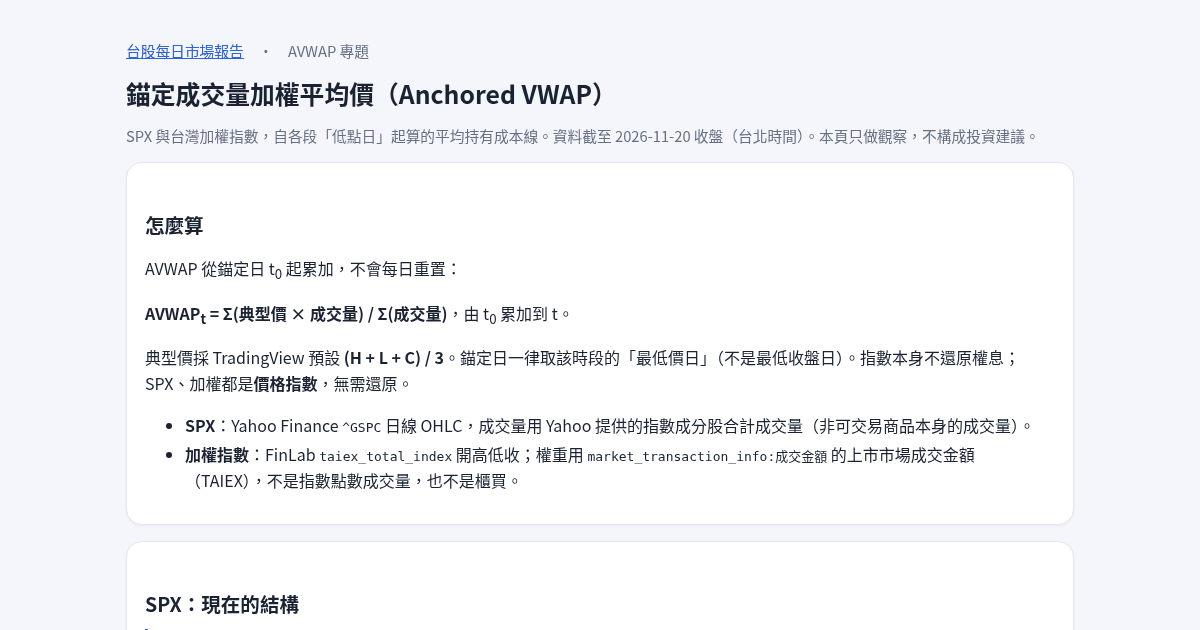 台股每日市場報告 · AVWAP 專題
錨定成交量加權平均價（Anchored VWAP）
SPX 與台灣加權指數，自各段「低點日」起算的平均持有成本線。資料截至 2026-11-20 收盤（台北時間）。本頁只做觀察，不構成投資建議。
怎麼算
AVWAP 從錨定日 t₀ 起累加，不會每日重置：
AVWAPₜ = Σ(典型價 × 成交量) / Σ(成交量)，由 t₀ 累加到 t。
典型價採 TradingView 預設 (H + L + C) / 3。錨定日一律取該時段的「最低價日」（不是最低收盤日）。指數本身不還原權息；
SPX、加權都是價格指數，無需還原。
• SPX：Yahoo Finance ^GSPC 日線 OHLC，成交量用 Yahoo 提供的指數成分股合計成交量（非可交易商品本身的成交量）。
• 加權指數：FinLab taiex_total_index 開高低收；權重用 market_transaction_info:成交金額 的上市市場成交金額
（TAIEX），不是指數點數成交量，也不是櫃買。
SPX：現在的結構